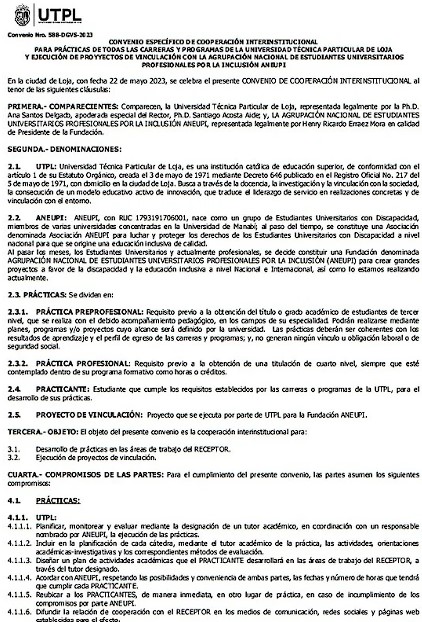 UTPL
Convenio Nro. 588-DGVS-2023
CONVENIO ESPECÍFICO DE COOPERACIÓN INTERINSTITUCIONAL
PARA PRÁCTICAS DE TODAS LAS CARRERAS Y PROGRAMAS DE LA UNIVERSIDAD TÉCNICA PARTICULAR DE LOJA
Y EJECUCIÓN DE PROYECTOS DE VINCULACIÓN CON LA AGRUPACIÓN NACIONAL DE ESTUDIANTES UNIVERSITARIOS
PROFESIONALES POR LA INCLUSIÓN ANEUPI
En la ciudad de Loja, con fecha 22 de mayo 2023, se celebra el presente CONVENIO DE COOPERACIÓN INTERINSTITUCIONAL al
tenor de las siguientes cláusulas:
PRIMERA.- COMPARECIENTES: Comparecen, la Universidad Técnica Particular de Loja, representada legalmente por la Ph.D.
Ana Santos Delgado, apoderada especial del Rector, Ph.D. Santiago Acosta Aide; y, LA AGRUPACION NACIONAL DE ESTUDIANTES
UNIVERSITARIOS PROFESIONALES POR LA INCLUSIÓN ANEUPI, representada legalmente por Henry Ricardo Erraez Mora en calidad
de Presidente de la Fundación.
SEGUNDA.- DENOMINACIONES:
2.1. UTPL: Universidad Técnica Particular de Loja, es una institución católica de educación superior, de conformidad con el
artículo 1 de su Estatuto Orgánico, creada el 3 de mayo de 1971 mediante Decreto 646 publicado en el Registro Oficial No. 217 del
5 de mayo de 1971, con domicilio en la ciudad de Loja. Busca a través de la docencia, la investigación y la vinculación con la sociedad,
la consecución de un modelo educativo activo de innovación, que traduce el liderazgo de servicio en realizaciones concretas y de
vinculación con el entorno.
2.2. ANEUPI: ANEUPI, con RUC 1793191706001, nace como un grupo de Estudiantes Universitarios con Discapacidad,
miembros de varias universidades concentradas en la Universidad de Manabí; al paso del tiempo, se constituye una Asociación
denominada Asociación ANEUPI para luchar y proteger los derechos de los Estudiantes Universitarios con Discapacidad a nivel
nacional para que se origine una educación inclusiva de calidad.
Al pasar los meses, los Estudiantes Universitarios y actualmente profesionales, se decide constituir una Fundación denominada
AGRUPACIÓN NACIONAL DE ESTUDIANTES UNIVERSITARIOS PROFESIONALES POR LA INCLUSIÓN (ANEUPI) para crear grandes
proyectos a favor de la discapacidad y la educación inclusiva a nivel Nacional e Internacional, así como lo estamos realizando
actualmente.
2.3. PRÁCTICAS: Se dividen en:
2.3.1. PRÁCTICA PREPROFESIONAL: Requisito previo a la obtención del título o grado académico de estudiantes de tercer
nivel, que se realiza con el debido acompañamiento pedagógico, en los campos de su especialidad. Podrán realizarse mediante
planes, programas y/o proyectos cuyo alcance será definido por la universidad. Las prácticas deberán ser coherentes con los
resultados de aprendizaje y el perfil de egreso de las carreras y programas; y, no generan ningún vínculo u obligación laboral o de
seguridad social.
2.3.2. PRÁCTICA PROFESIONAL: Requisito previo a la obtención de una titulación de cuarto nivel, siempre que esté
contemplado dentro de su programa formativo como horas o créditos.
2.4. PRACTICANTE: Estudiante que cumple los requisitos establecidos por las carreras o programas de la UTPL, para el
desarrollo de sus prácticas.
2.5. PROYECTO DE VINCULACIÓN: Proyecto que se ejecuta por parte de UTPL para la Fundación ANEUPI.
TERCERA.- OBJETO: El objeto del presente convenio es la cooperación interinstitucional para:
3.1. Desarrollo de prácticas en las áreas de trabajo del RECEPTOR.
3.2. Ejecución de proyectos de vinculación.
CUARTA.- COMPROMISOS DE LAS PARTES: Para el cumplimiento del presente convenio, las partes asumen los siguientes
compromisos:
4.1. PRÁCTICAS:
4.1.1. UTPL:
4.1.1.1. Planificar, monitorear y evaluar mediante la designación de un tutor académico, en coordinación con un responsable
nombrado por ANEUPI, la ejecución de las prácticas.
4.1.1.2. Incluir en la planificación de cada cátedra, mediante el tutor académico de la práctica, las actividades, orientaciones
académicas-investigativas y los correspondientes métodos de evaluación.
4.1.1.3. Diseñar un plan de actividades académicas que el PRACTICANTE desarrollará en las áreas de trabajo del RECEPTOR, a
través del tutor designado.
4.1.1.4. Acordar con ANEUPI, respetando las posibilidades y conveniencia de ambas partes, las fechas y número de horas que tendrá
que cumplir cada PRACTICANTE.
4.1.1.5. Reubicar a los PRACTICANTES, de manera inmediata, en otro lugar de práctica, en caso de incumplimiento de los
compromisos por parte ANEUPI.
4.1.1.6. Difundir la relación de cooperación con el RECEPTOR en los medios de comunicación, redes sociales y páginas web
establecidas para el efecto.